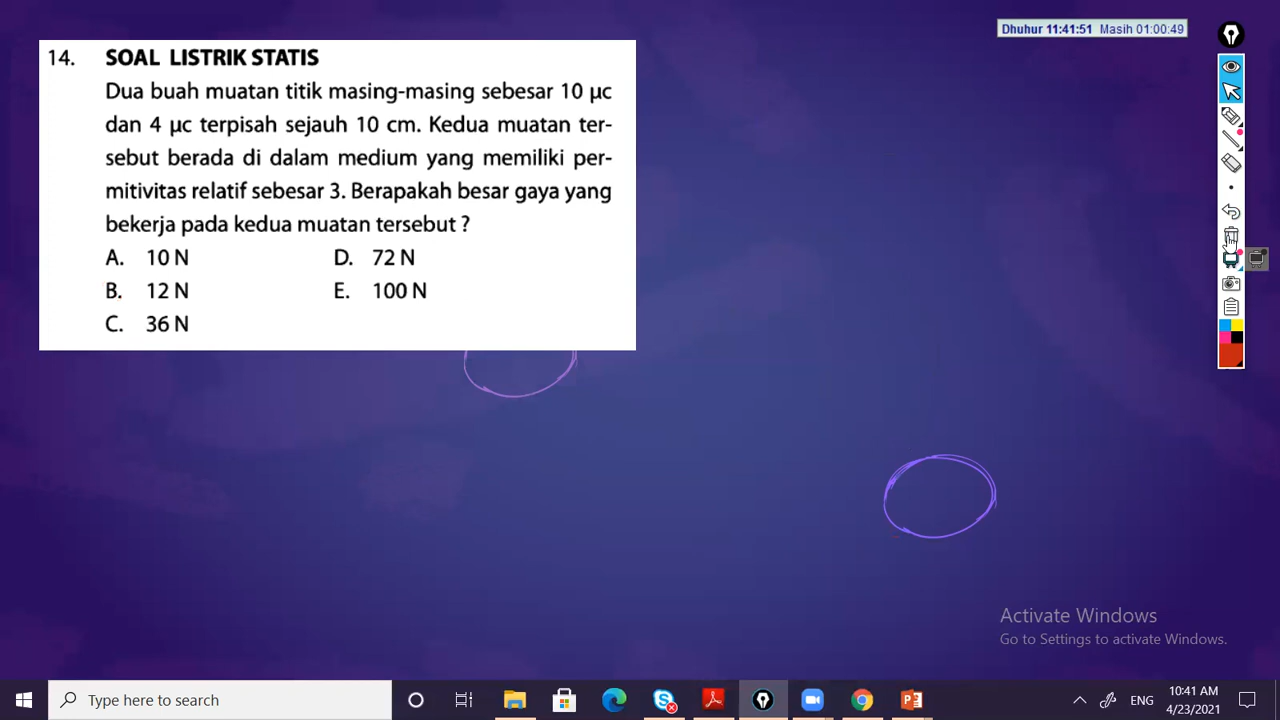 Dhuhur 11:41:51 Masih 01:00:49
14. SOAL LISTRIK STATIS
Dua buah muatan titik masing-masing sebesar 10 µc
dan 4 µc terpisah sejauh 10 cm. Kedua muatan ter-
sebut berada di dalam medium yang memiliki per-
mitivitas relatif sebesar 3. Berapakah besar gaya yang
bekerja pada kedua muatan tersebut ?
A. 10 N D. 72 N
B. 12 N E. 100 N
C. 36 N
Activate Windows
Go to Settings to activate Windows.
Type here to search
ENG
10:41 AM
4/23/2021